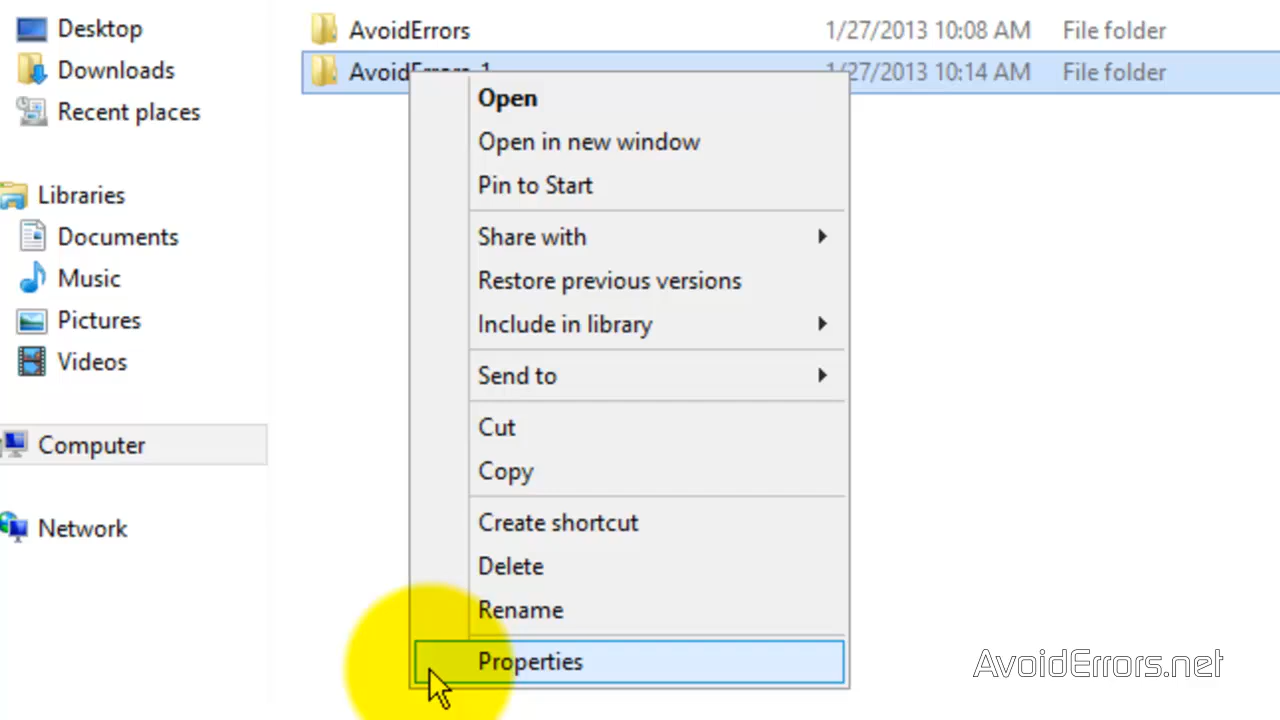 Desktop
Downloads
Recent places
Libraries
Documents
Music
Pictures
Videos
Computer
Network
AvoidErrors 1/27/2013 10:08 AM File folder
1/27/2013 10:14 AM File folder
Open
Open in new window
Pin to Start
Share with
Restore previous versions
Include in library
Send to
Cut
Copy
Create shortcut
Delete
Rename
Properties
AvoidErrors.net